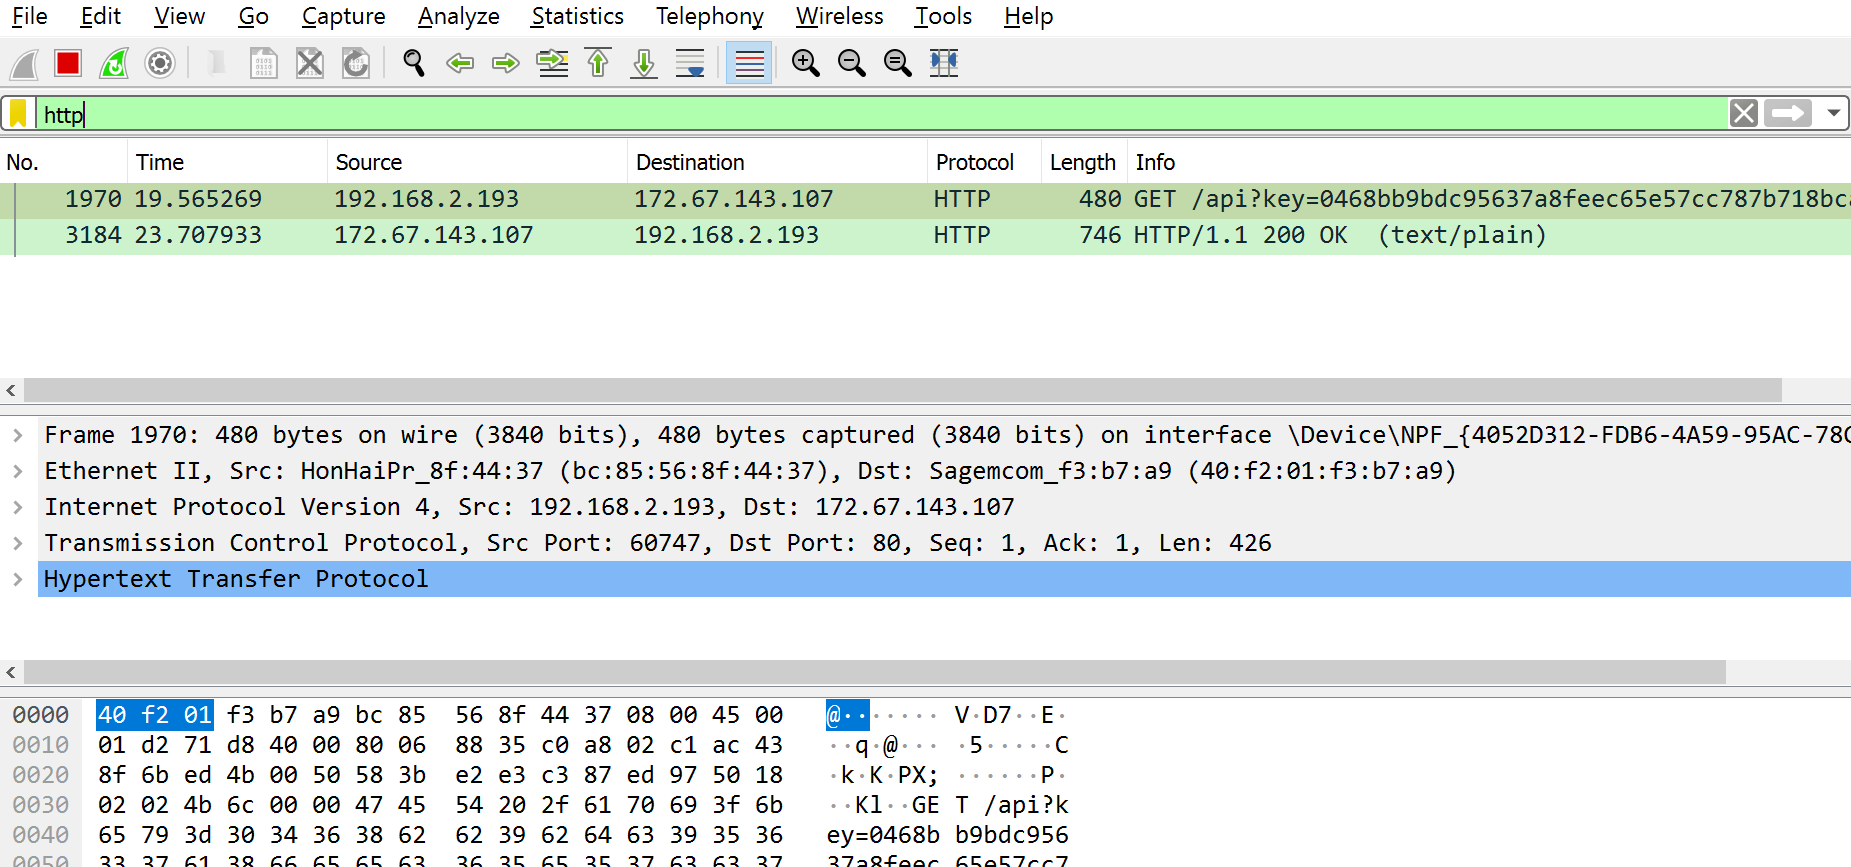 File Edit View Go Capture Analyze Statistics Telephony Wireless Tools Help
http
No. Time Source Destination Protocol Length Info
1970 19.565269 192.168.2.193 172.67.143.107 HTTP 480 GET /api?key=0468bb9bdc95637a8feec65e57cc787b718bca
3184 23.707933 172.67.143.107 192.168.2.193 HTTP 746 HTTP/1.1 200 OK (text/plain)
Frame 1970: 480 bytes on wire (3840 bits), 480 bytes captured (3840 bits) on interface \Device\NPF_{4052D312-FDB6-4A59-95AC-78C
Ethernet II, Src: HonHaiPr_8f:44:37 (bc:85:56:8f:44:37), Dst: Sagemcom_f3:b7:a9 (40:f2:01:f3:b7:a9)
Internet Protocol Version 4, Src: 192.168.2.193, Dst: 172.67.143.107
Transmission Control Protocol, Src Port: 60747, Dst Port: 80, Seq: 1, Ack: 1, Len: 426
Hypertext Transfer Protocol
0000 40 f2 01 f3 b7 a9 bc 85 56 8f 44 37 08 00 45 00 @······· V·D7··E·
0010 01 d2 71 d8 40 00 80 06 88 35 c0 a8 02 c1 ac 43 ··q·@··· ·5·····C
0020 8f 6b ed 4b 00 50 58 3b e2 e3 c3 87 ed 97 50 18 ·k·K·PX; ······P·
0030 02 02 4b 6c 00 00 47 45 54 20 2f 61 70 69 3f 6b ··Kl··GE T /api?k
0040 65 79 3d 30 34 36 38 62 62 39 62 64 63 39 35 36 ey=0468b b9bdc956
0050 33 37 61 38 66 65 65 63 36 35 65 35 37 63 63 37 37a8feec 65e57cc7